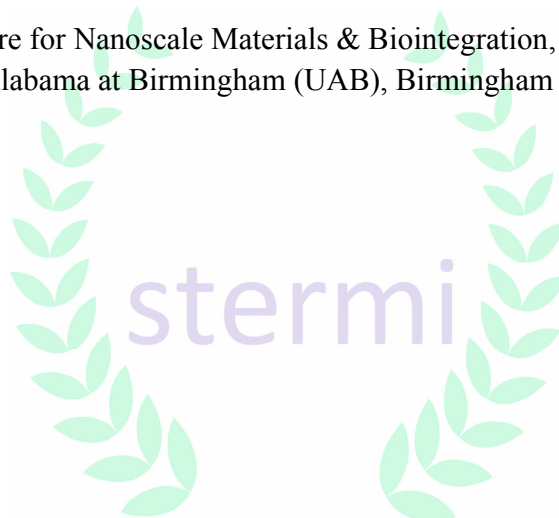 re for Nanoscale Materials & Biointegration,
labama at Birmingham (UAB), Birmingham
stermi